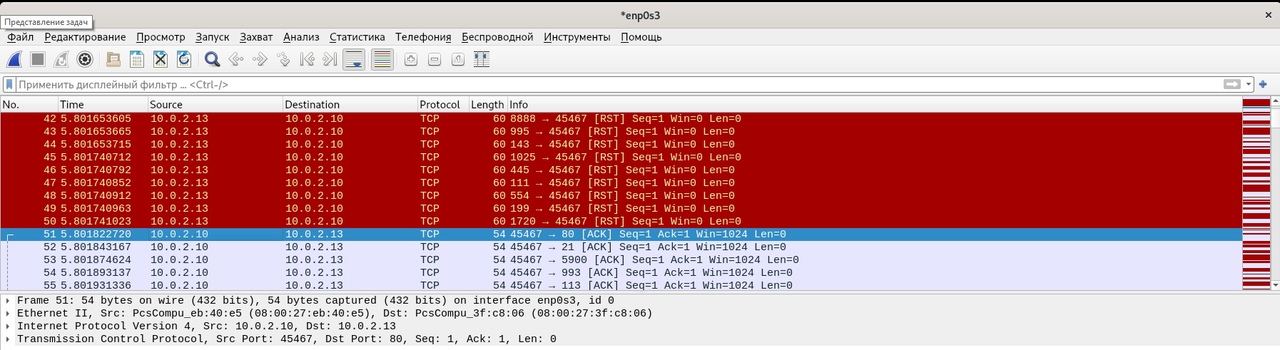 *enp0s3
Представление задач
Файл Редактирование Просмотр Запуск Захват Анализ Статистика Телефония Беспроводной Инструменты Помощь
Применить дисплейный фильтр ... <Ctrl-/>
No. Time Source Destination Protocol Length Info
42 5.801653605 10.0.2.13 10.0.2.10 TCP 60 8888 → 45467 [RST] Seq=1 Win=0 Len=0
43 5.801653665 10.0.2.13 10.0.2.10 TCP 60 995 → 45467 [RST] Seq=1 Win=0 Len=0
44 5.801653715 10.0.2.13 10.0.2.10 TCP 60 143 → 45467 [RST] Seq=1 Win=0 Len=0
45 5.801740712 10.0.2.13 10.0.2.10 TCP 60 1025 → 45467 [RST] Seq=1 Win=0 Len=0
46 5.801740792 10.0.2.13 10.0.2.10 TCP 60 445 → 45467 [RST] Seq=1 Win=0 Len=0
47 5.801740852 10.0.2.13 10.0.2.10 TCP 60 111 → 45467 [RST] Seq=1 Win=0 Len=0
48 5.801740912 10.0.2.13 10.0.2.10 TCP 60 554 → 45467 [RST] Seq=1 Win=0 Len=0
49 5.801740963 10.0.2.13 10.0.2.10 TCP 60 199 → 45467 [RST] Seq=1 Win=0 Len=0
50 5.801741023 10.0.2.13 10.0.2.10 TCP 60 1720 → 45467 [RST] Seq=1 Win=0 Len=0
51 5.801822720 10.0.2.10 10.0.2.13 TCP 54 45467 → 80 [ACK] Seq=1 Ack=1 Win=1024 Len=0
52 5.801843167 10.0.2.10 10.0.2.13 TCP 54 45467 → 21 [ACK] Seq=1 Ack=1 Win=1024 Len=0
53 5.801874624 10.0.2.10 10.0.2.13 TCP 54 45467 → 5900 [ACK] Seq=1 Ack=1 Win=1024 Len=0
54 5.801893137 10.0.2.10 10.0.2.13 TCP 54 45467 → 993 [ACK] Seq=1 Ack=1 Win=1024 Len=0
55 5.801931336 10.0.2.10 10.0.2.13 TCP 54 45467 → 113 [ACK] Seq=1 Ack=1 Win=1024 Len=0
Frame 51: 54 bytes on wire (432 bits), 54 bytes captured (432 bits) on interface enp0s3, id 0
Ethernet II, Src: PcsCompu_eb:40:e5 (08:00:27:eb:40:e5), Dst: PcsCompu_3f:c8:06 (08:00:27:3f:c8:06)
Internet Protocol Version 4, Src: 10.0.2.10, Dst: 10.0.2.13
Transmission Control Protocol, Src Port: 45467, Dst Port: 80, Seq: 1, Ack: 1, Len: 0